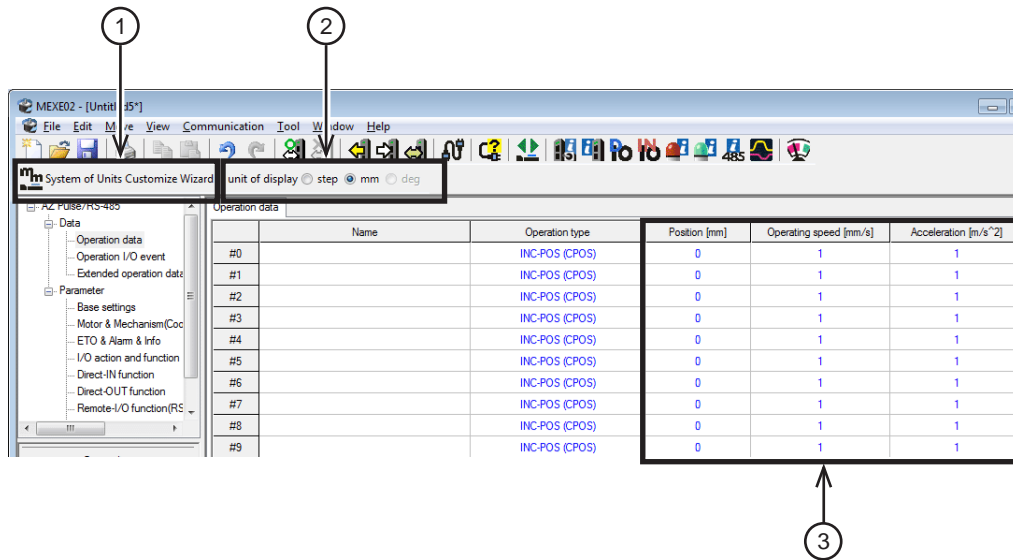 1 2
MEXE02 - [Untitled5*]
File Edit Move View Communication Tool Window Help
mm System of Units Customize Wizard unit of display step mm deg
AZ Pulse/RS-485
Data
Operation data
Operation I/O event
Extended operation data
Parameter
Base settings
Motor & Mechanism(Coo
ETO & Alarm & Info
I/O action and function
Direct-IN function
Direct-OUT function
Remote-I/O function(RS
Operation data
Name Operation type Position [mm] Operating speed [mm/s] Acceleration [m/s^2]
#0 INC-POS (CPOS) 0 1 1
#1 INC-POS (CPOS) 0 1 1
#2 INC-POS (CPOS) 0 1 1
#3 INC-POS (CPOS) 0 1 1
#4 INC-POS (CPOS) 0 1 1
#5 INC-POS (CPOS) 0 1 1
#6 INC-POS (CPOS) 0 1 1
#7 INC-POS (CPOS) 0 1 1
#8 INC-POS (CPOS) 0 1 1
#9 INC-POS (CPOS) 0 1 1
3